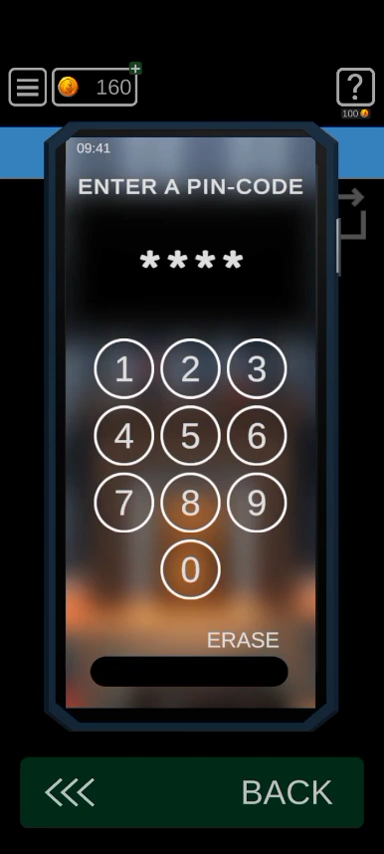 160
+
?
100
09:41
ENTER A PIN-CODE
****
1 2 3
4 5 6
7 8 9
0
ERASE
<<< BACK